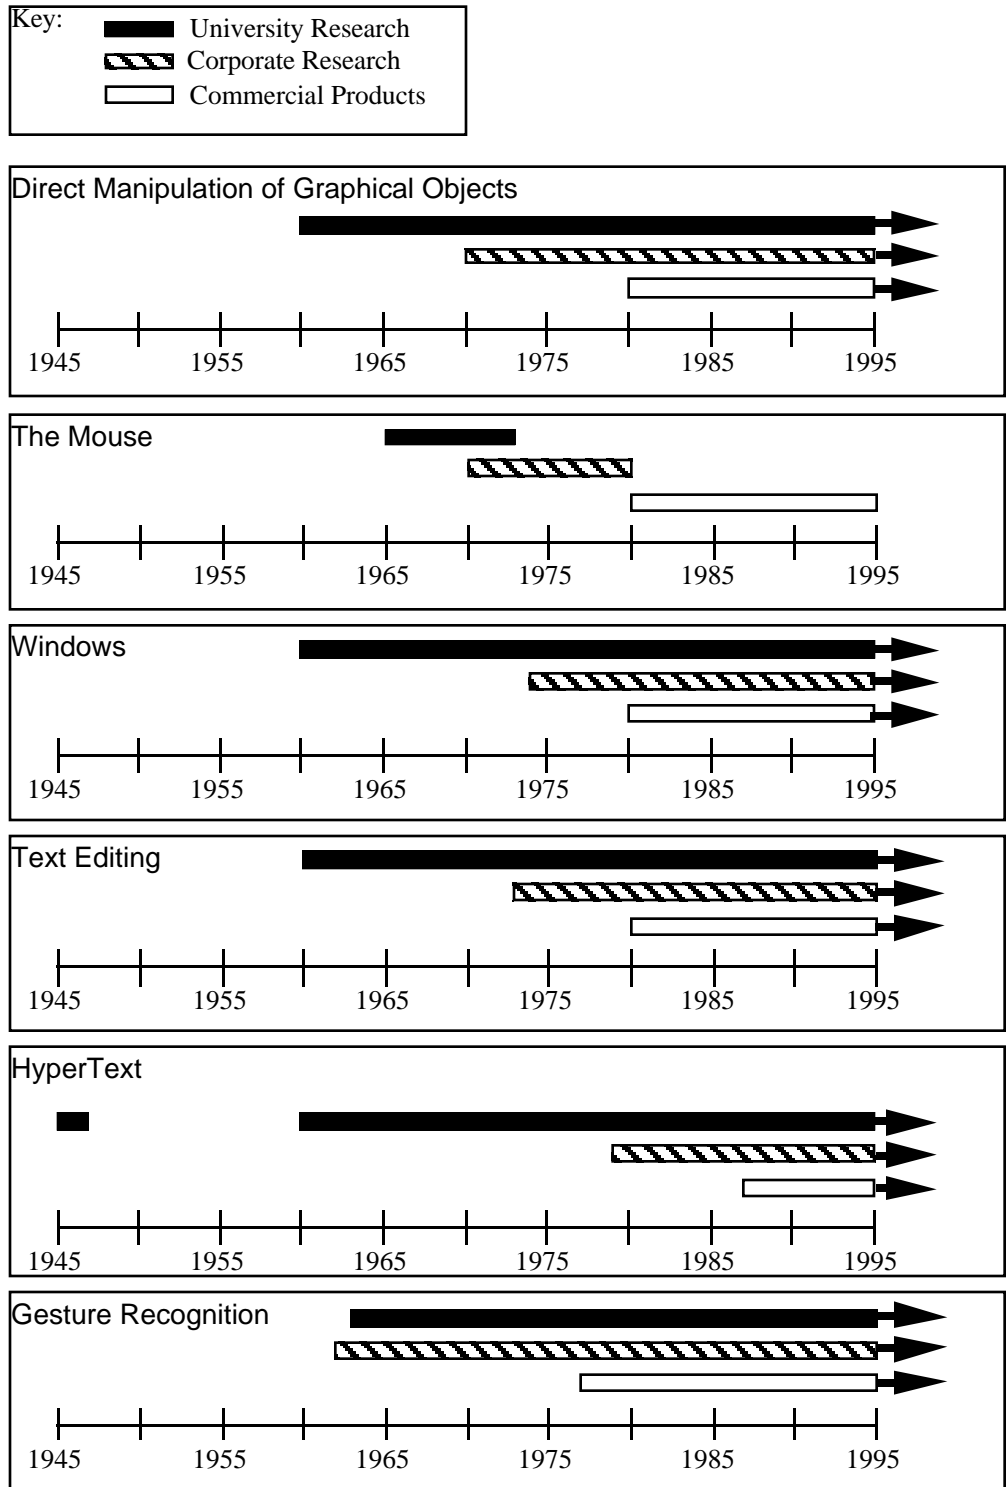 Key:
University Research
Corporate Research
Commercial Products
Direct Manipulation of Graphical Objects
1945 1955 1965 1975 1985 1995
The Mouse
1945 1955 1965 1975 1985 1995
Windows
1945 1955 1965 1975 1985 1995
Text Editing
1945 1955 1965 1975 1985 1995
HyperText
1945 1955 1965 1975 1985 1995
Gesture Recognition
1945 1955 1965 1975 1985 1995